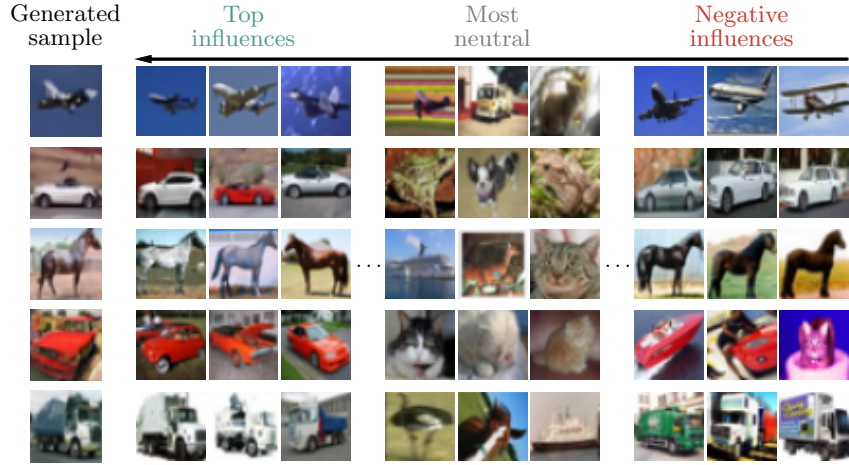 Generated
sample
Top
influences
Most
neutral
Negative
influences
...
...